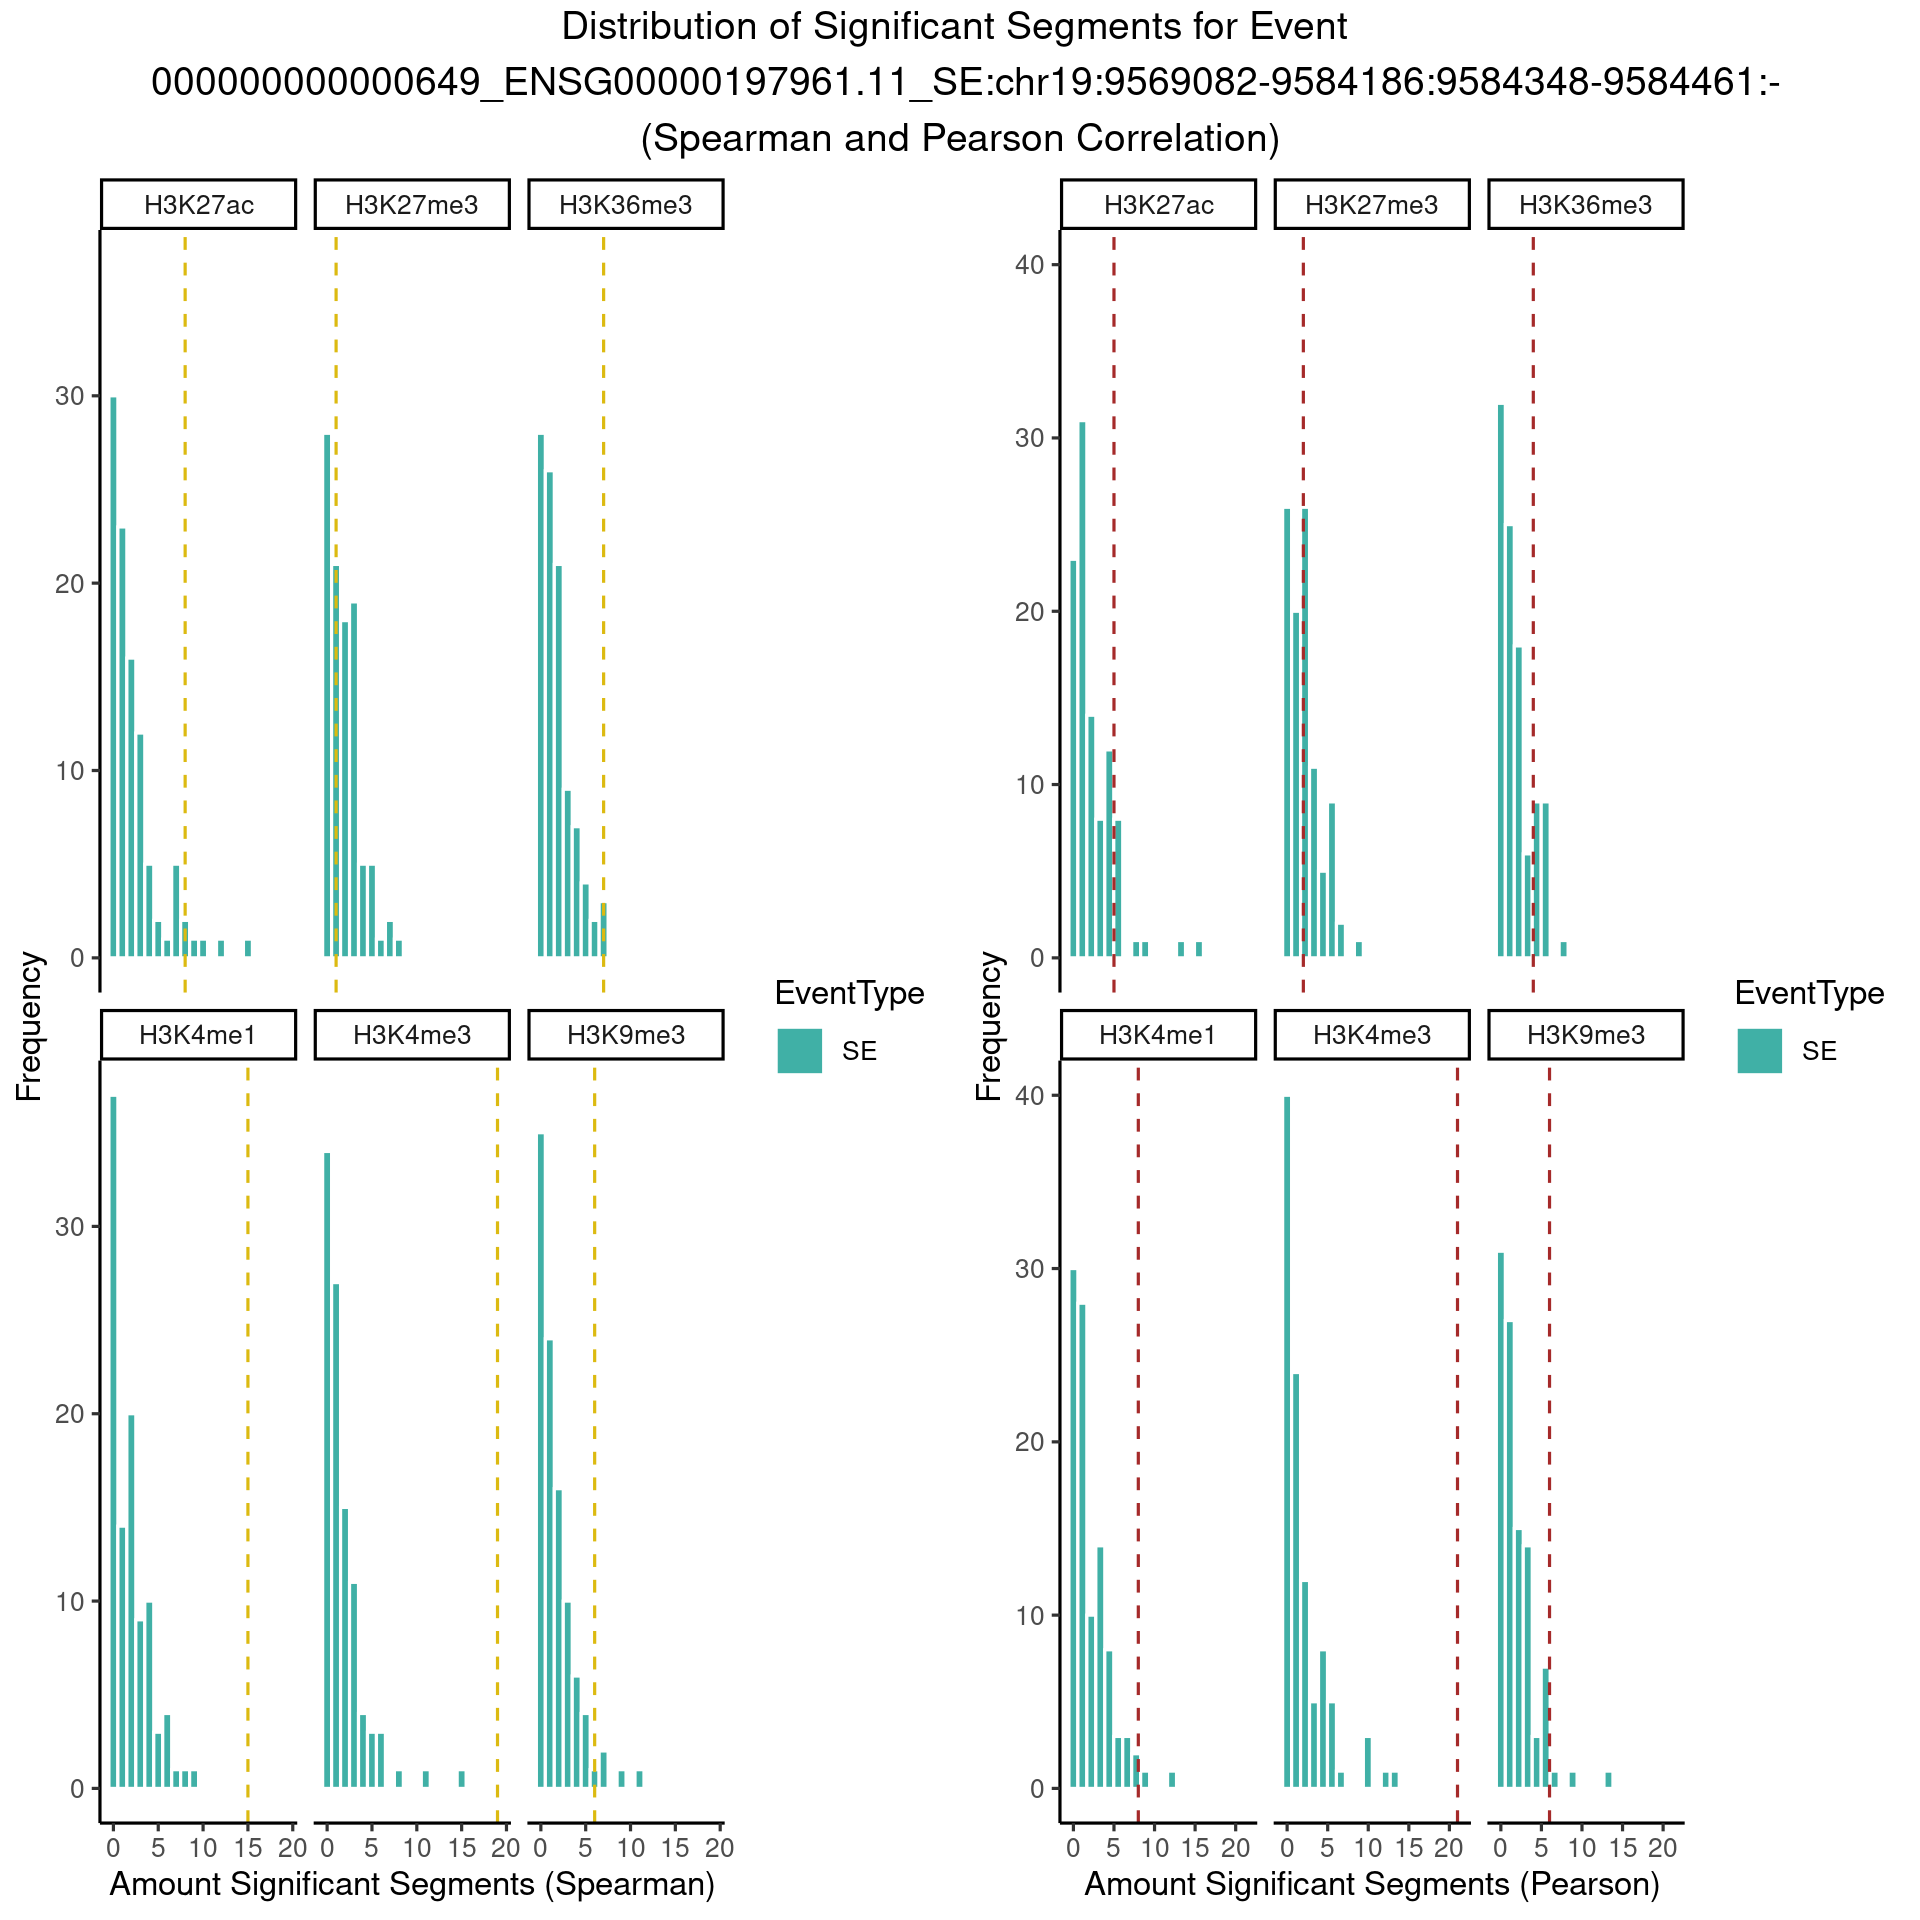 Distribution of Significant Segments for Event
000000000000649_ENSG00000197961.11_SE:chr19:9569082-9584186:9584348-9584461:-
(Spearman and Pearson Correlation)
H3K27ac H3K27me3 H3K36me3
30
20
10
0
H3K4me1 H3K4me3 H3K9me3
30
20
10
0
0 5 10 15 20 0 5 10 15 20 0 5 10 15 20
Amount Significant Segments (Spearman)
Frequency
EventType
SE
H3K27ac H3K27me3 H3K36me3
40
30
20
10
0
H3K4me1 H3K4me3 H3K9me3
40
30
20
10
0
0 5 10 15 20 0 5 10 15 20 0 5 10 15 20
Amount Significant Segments (Pearson)
Frequency
EventType
SE